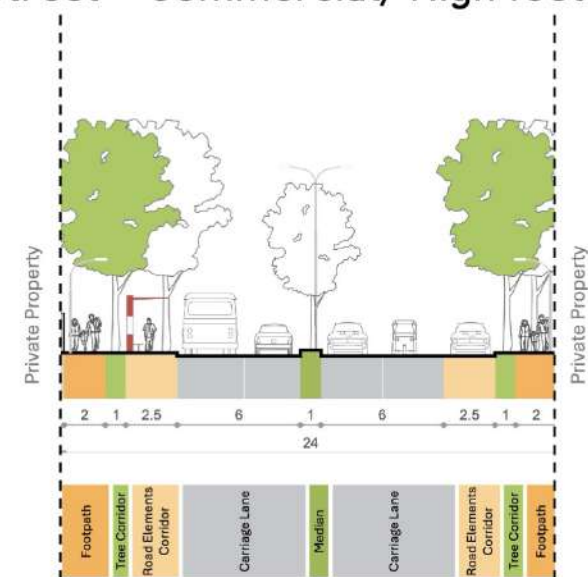 Commercial/ High foot
Private Property
Private Property
2 1 2.5 6 1 6 2.5 1 2
24
Footpath
Tree Corridor
Road Elements
Corridor
Carriage Lane
Median
Carriage Lane
Road Elements
Corridor
Tree Corridor
Footpath